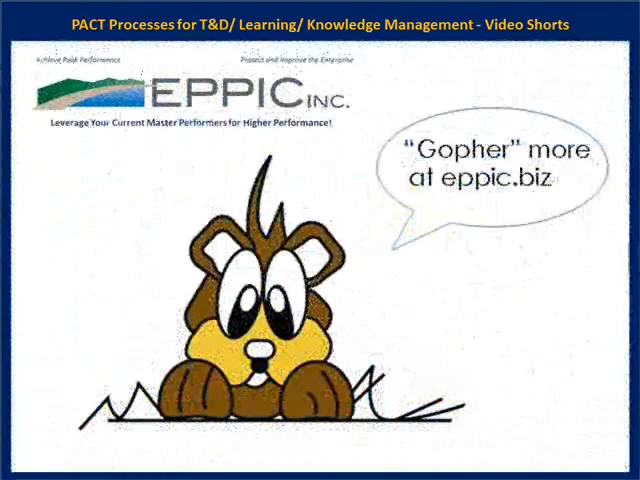 PACT Processes for T&D/ Learning/ Knowledge Management - Video Shorts
Achieve Peak Performance
Protect and Improve the Enterprise
EPPIC INC.
Leverage Your Current Master Performers for Higher Performance!
"Gopher" more
at eppic.biz